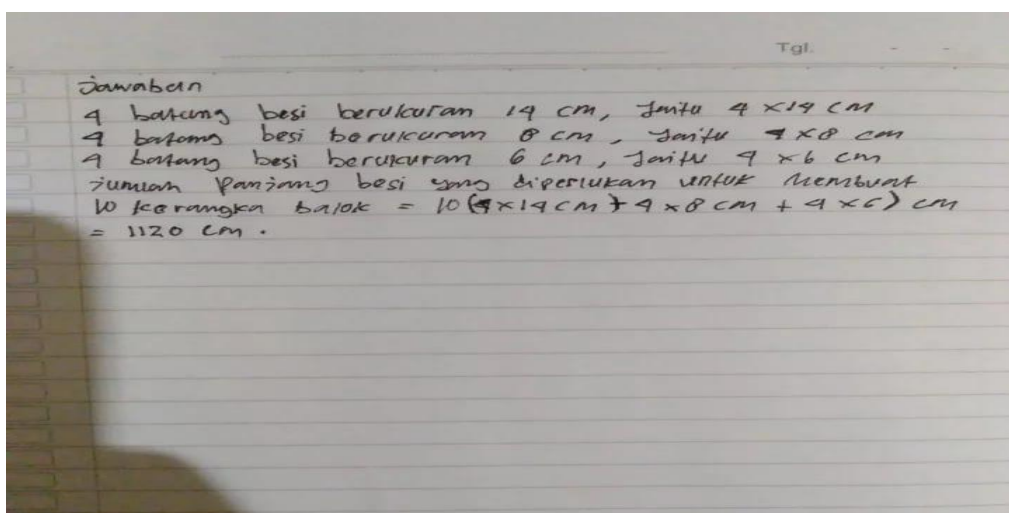 Tgl. - -
Jawaban
4 batang besi berukuran 14 cm, yaitu 4 x 14 cm
4 batang besi berukuran 8 cm, yaitu 4 x 8 cm
4 batang besi berukuran 6 cm, yaitu 4 x 6 cm
jumlah panjang besi yang diperlukan untuk membuat
10 kerangka balok = 10 (4 x 14 cm + 4 x 8 cm + 4 x 6) cm
= 1120 cm.